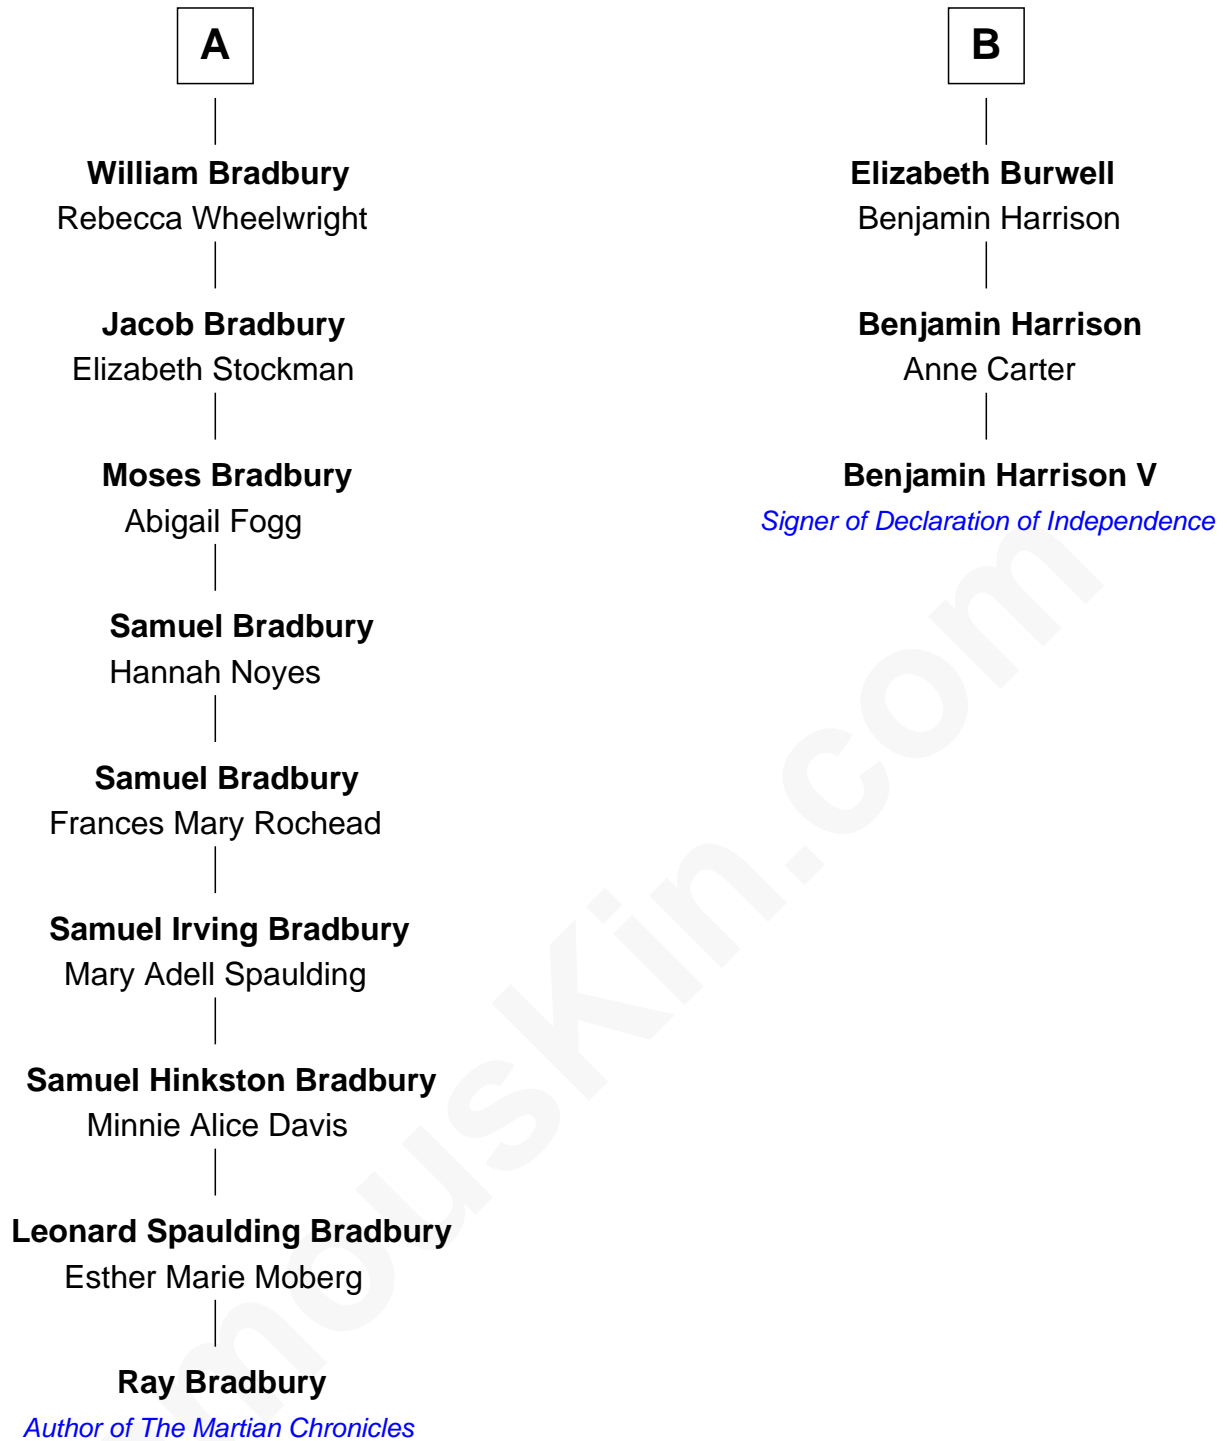 A
William Bradbury
Rebecca Wheelwright
Jacob Bradbury
Elizabeth Stockman
Moses Bradbury
Abigail Fogg
Samuel Bradbury
Hannah Noyes
Samuel Bradbury
Frances Mary Rochead
Samuel Irving Bradbury
Mary Adell Spaulding
Samuel Hinkston Bradbury
Minnie Alice Davis
Leonard Spaulding Bradbury
Esther Marie Moberg
Ray Bradbury
Author of The Martian Chronicles
B
Elizabeth Burwell
Benjamin Harrison
Benjamin Harrison
Anne Carter
Benjamin Harrison V
Signer of Declaration of Independence
mousKin.com